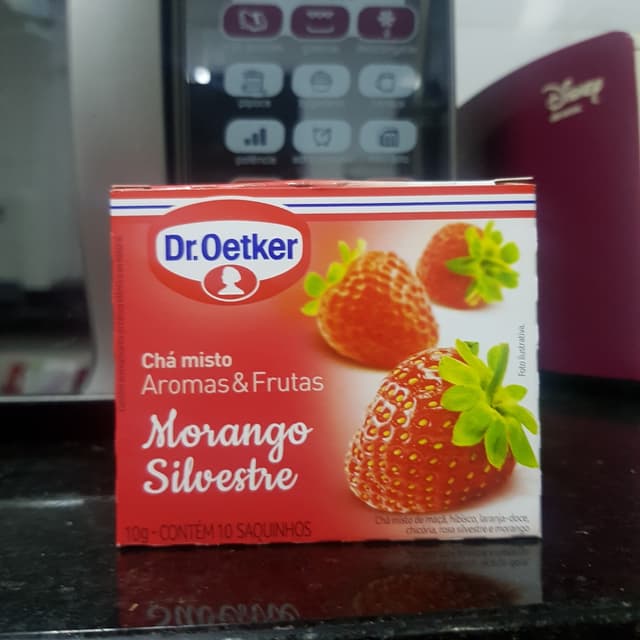 Disney
Dr.Oetker
Chá misto
Aromas & Frutas
Morango
Silvestre
10g - CONTÉM 10 SAQUINHOS
Foto ilustrativa.
Chá misto de maçã, hibisco, laranja-doce,
chicória, rosa silvestre e morango